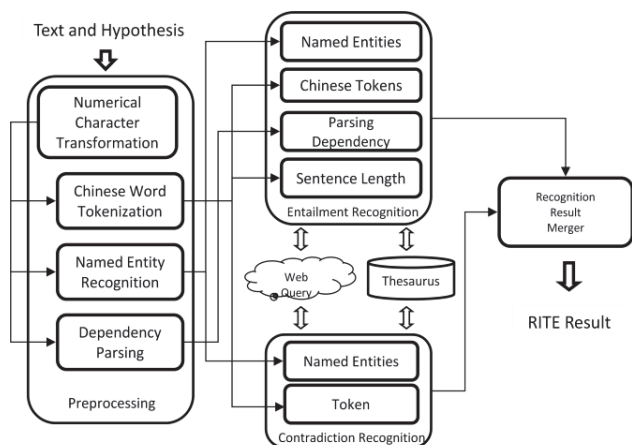 Text and Hypothesis
Numerical
Character
Transformation
Chinese Word
Tokenization
Named Entity
Recognition
Dependency
Parsing
Preprocessing
Named Entities
Chinese Tokens
Parsing
Dependency
Sentence Length
Entailment Recognition
Web
Query
Thesaurus
Named Entities
Token
Contradiction Recognition
Recognition
Result
Merger
RITE Result